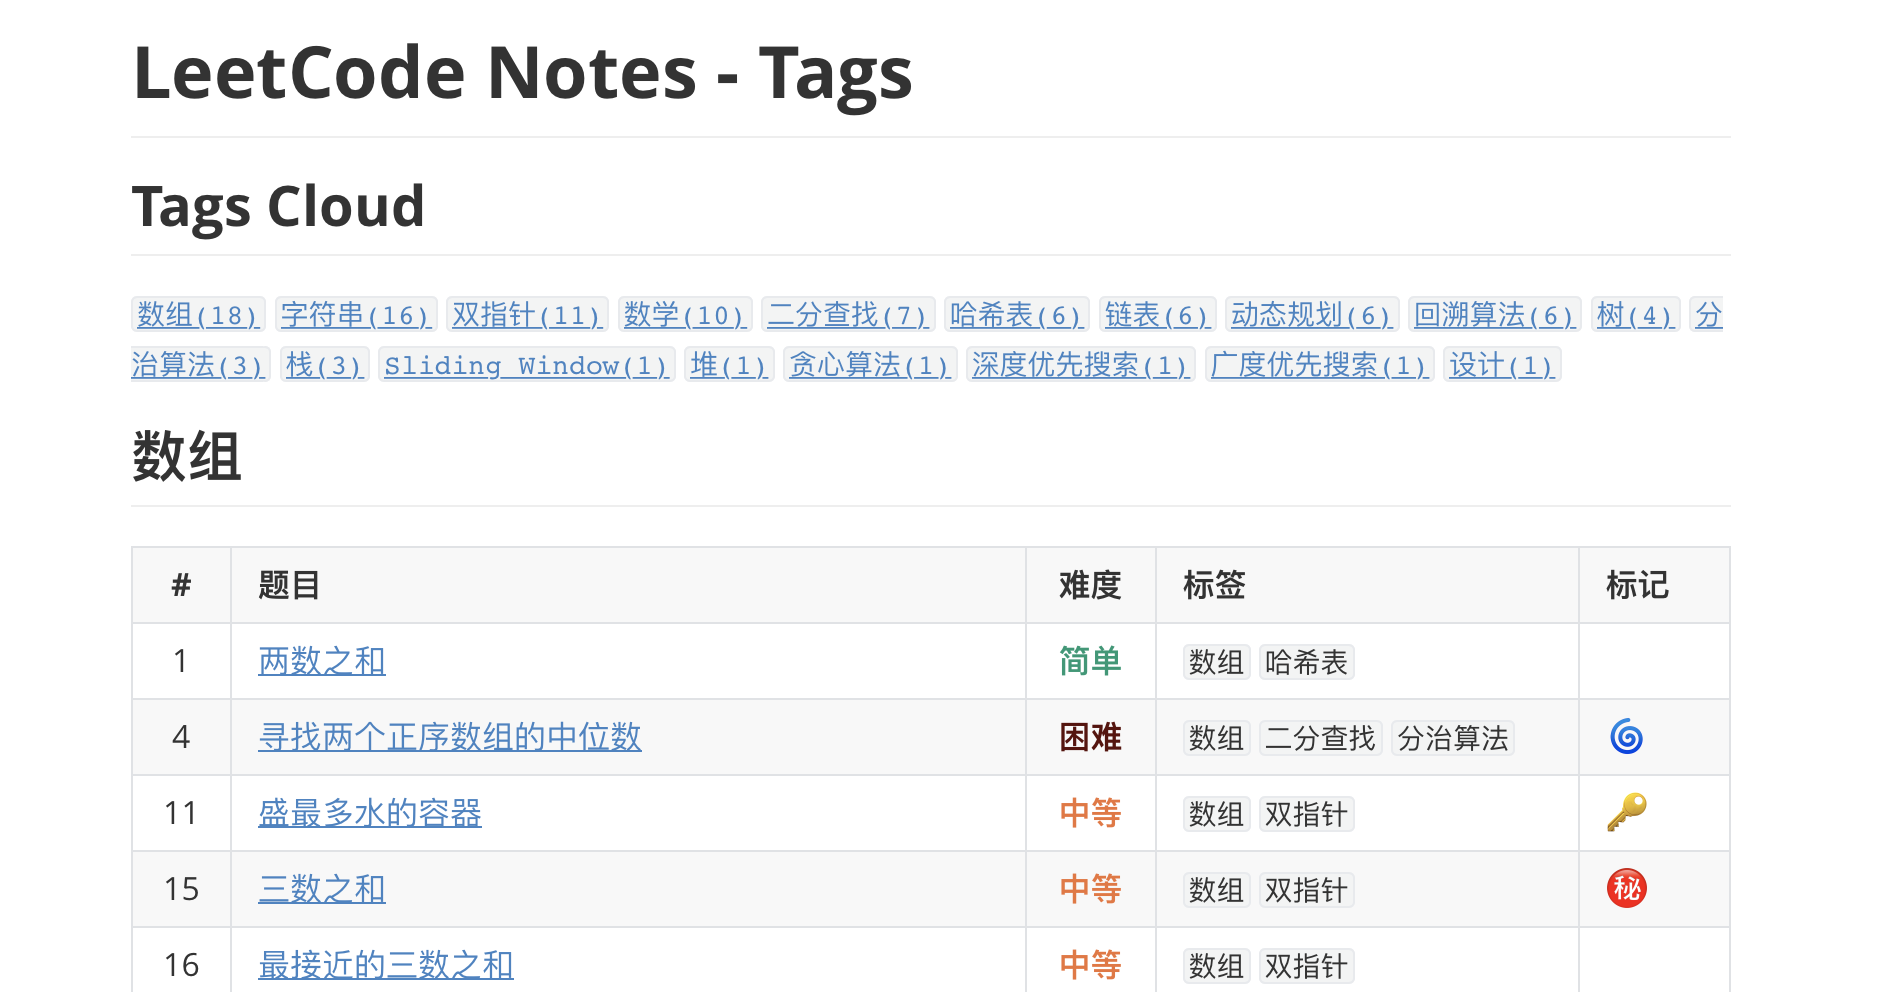 LeetCode Notes - Tags
Tags Cloud
数组(18) 字符串(16) 双指针(11) 数学(10) 二分查找(7) 哈希表(6) 链表(6) 动态规划(6) 回溯算法(6) 树(4) 分
治算法(3) 栈(3) Sliding Window(1) 堆(1) 贪心算法(1) 深度优先搜索(1) 广度优先搜索(1) 设计(1)
数组
# 题目 难度 标签 标记
1 两数之和 简单 数组 哈希表
4 寻找两个正序数组的中位数 困难 数组 二分查找 分治算法
11 盛最多水的容器 中等 数组 双指针
15 三数之和 中等 数组 双指针 ㊙
16 最接近的三数之和 中等 数组 双指针